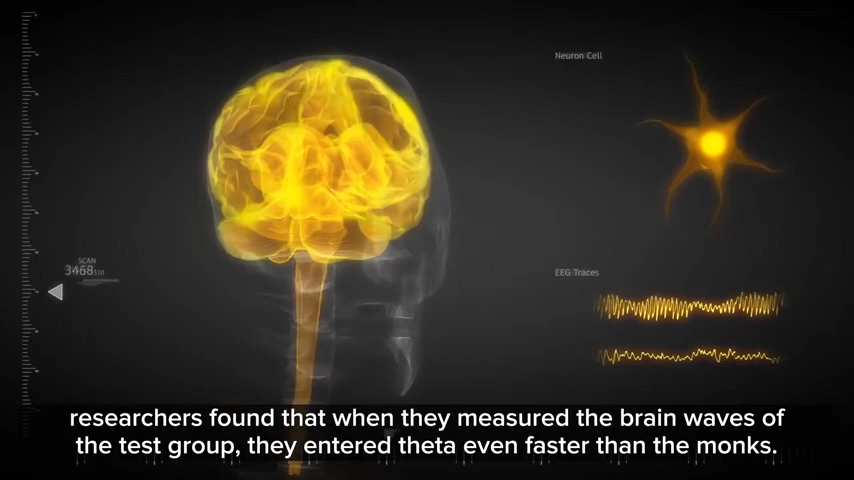 Neuron Cell
SCAN
3468
EEG Traces
researchers found that when they measured the brain waves of
the test group, they entered theta even faster than the monks.